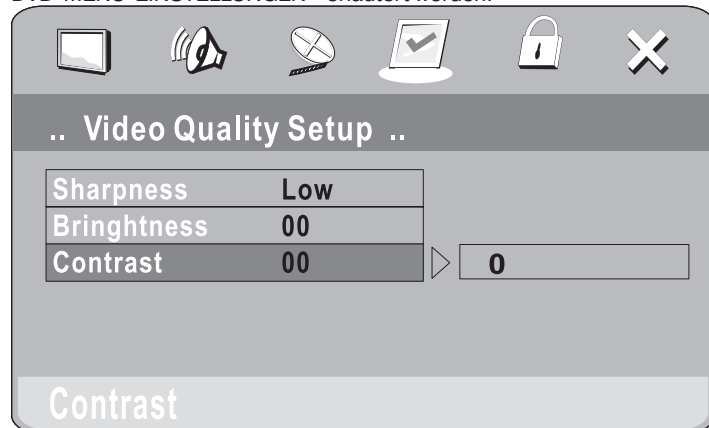 .. Video Quality Setup ..
Sharpness Low
Bringhtness 00
Contrast 00 0
Contrast